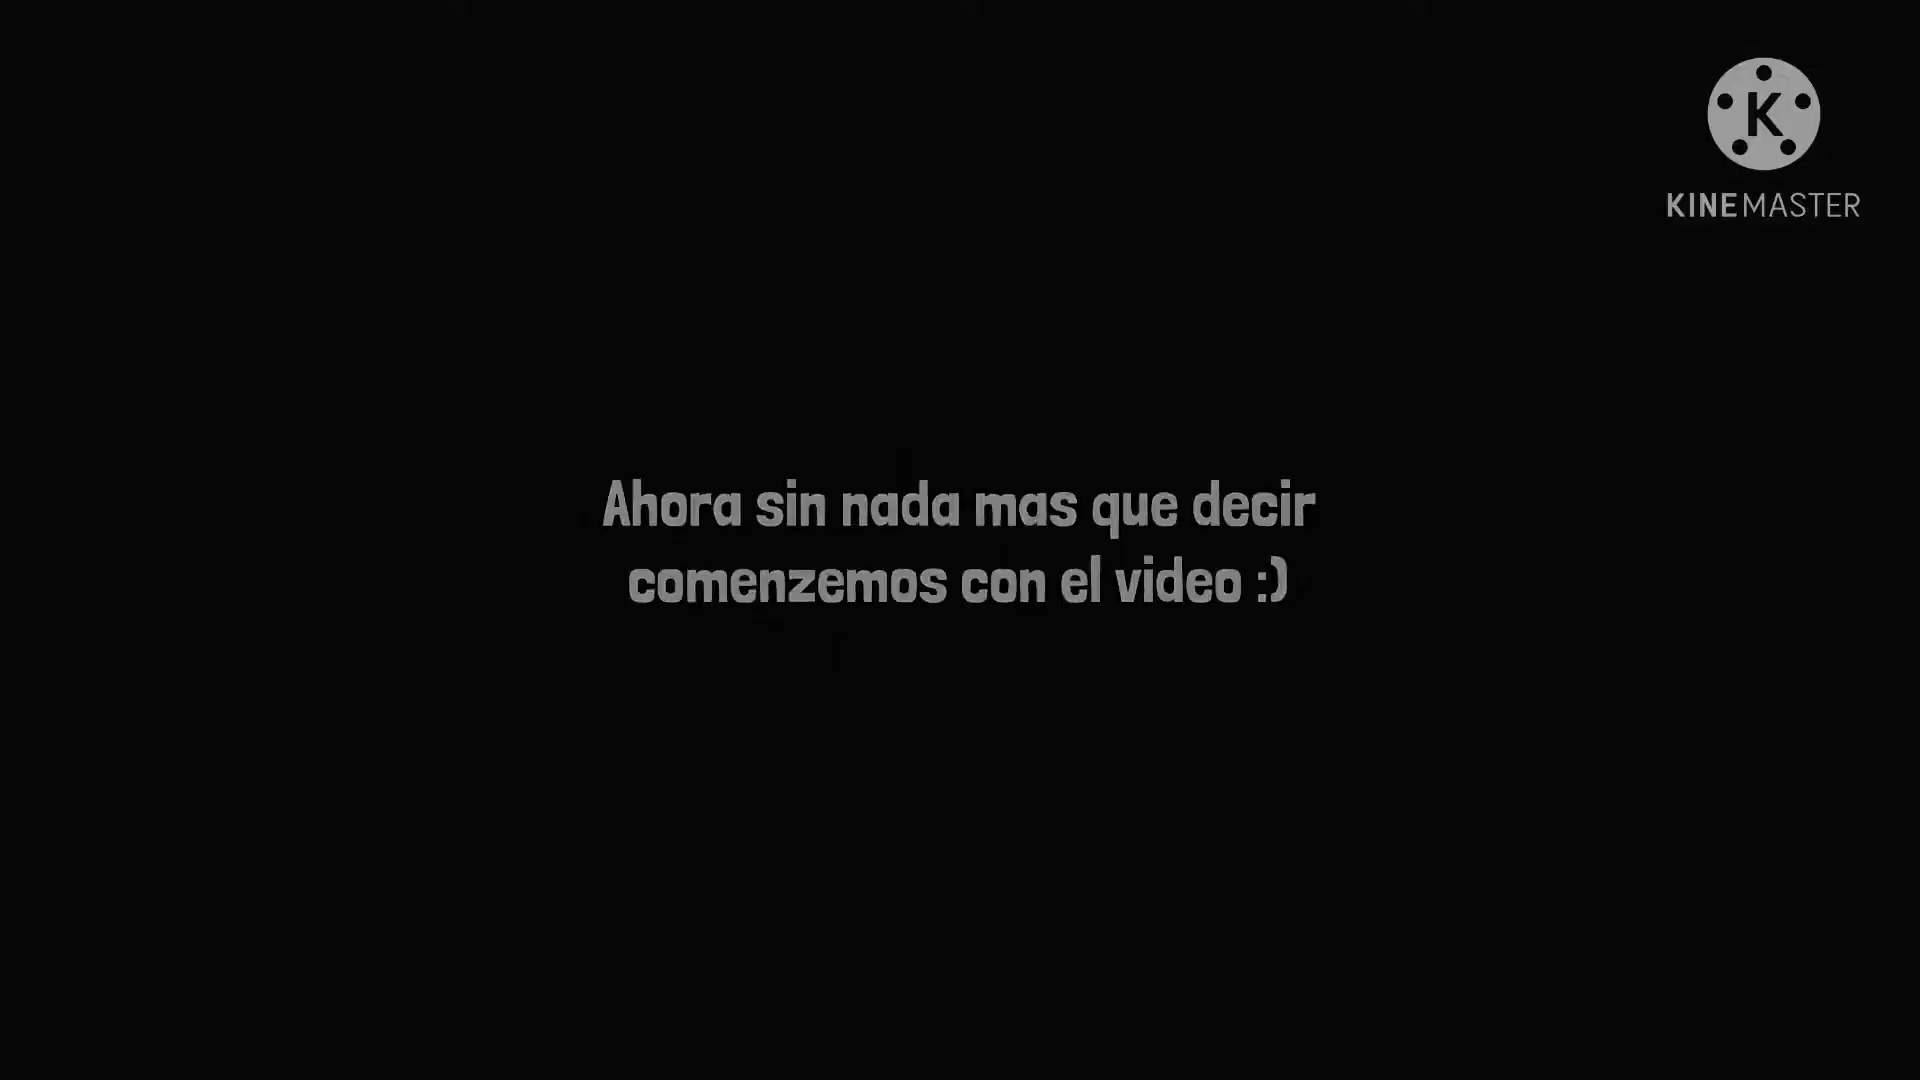 K
KINEMASTER
Ahora sin nada mas que decir
comenzemos con el video :)